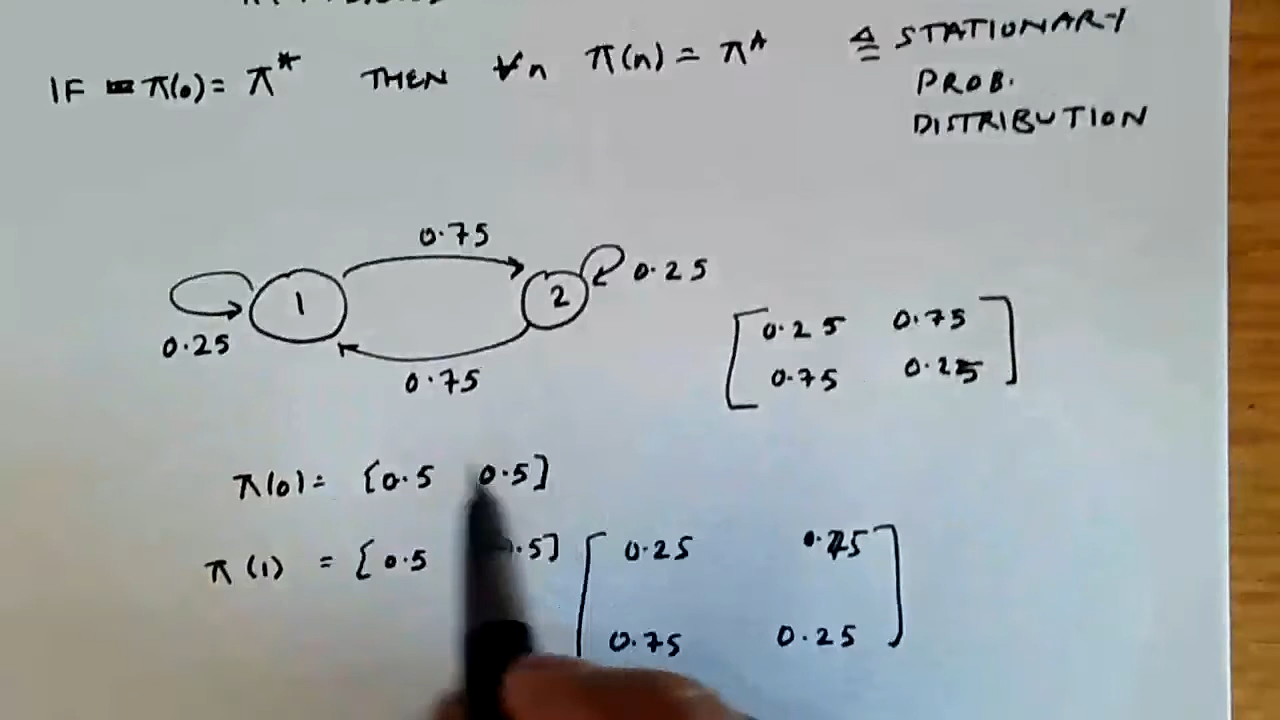 IF π(0) = π* THEN ∀n π(n) = π* ≜ STATIONARY
PROB.
DISTRIBUTION
0.75
1
2
0.25
0.25
0.75
[0.25 0.75
0.75 0.25]
π(0) = [0.5 0.5]
π(1) = [0.5 .5] [0.25 0.75
0.75 0.25]